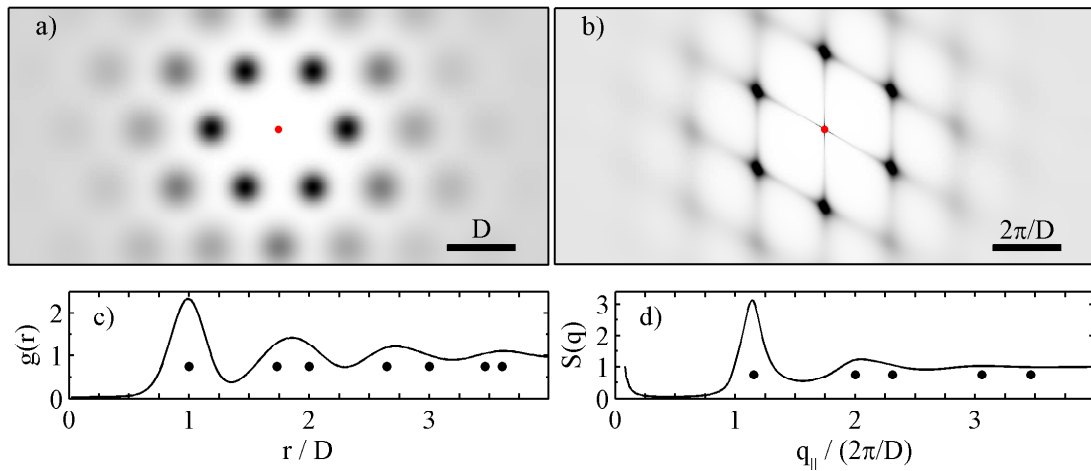 a)
D
b)
2π/D
c)
g(r)
2
1
0
0 1 2 3
r / D
d)
S(q)
3
2
1
0
0 1 2 3
q|| / (2π/D)